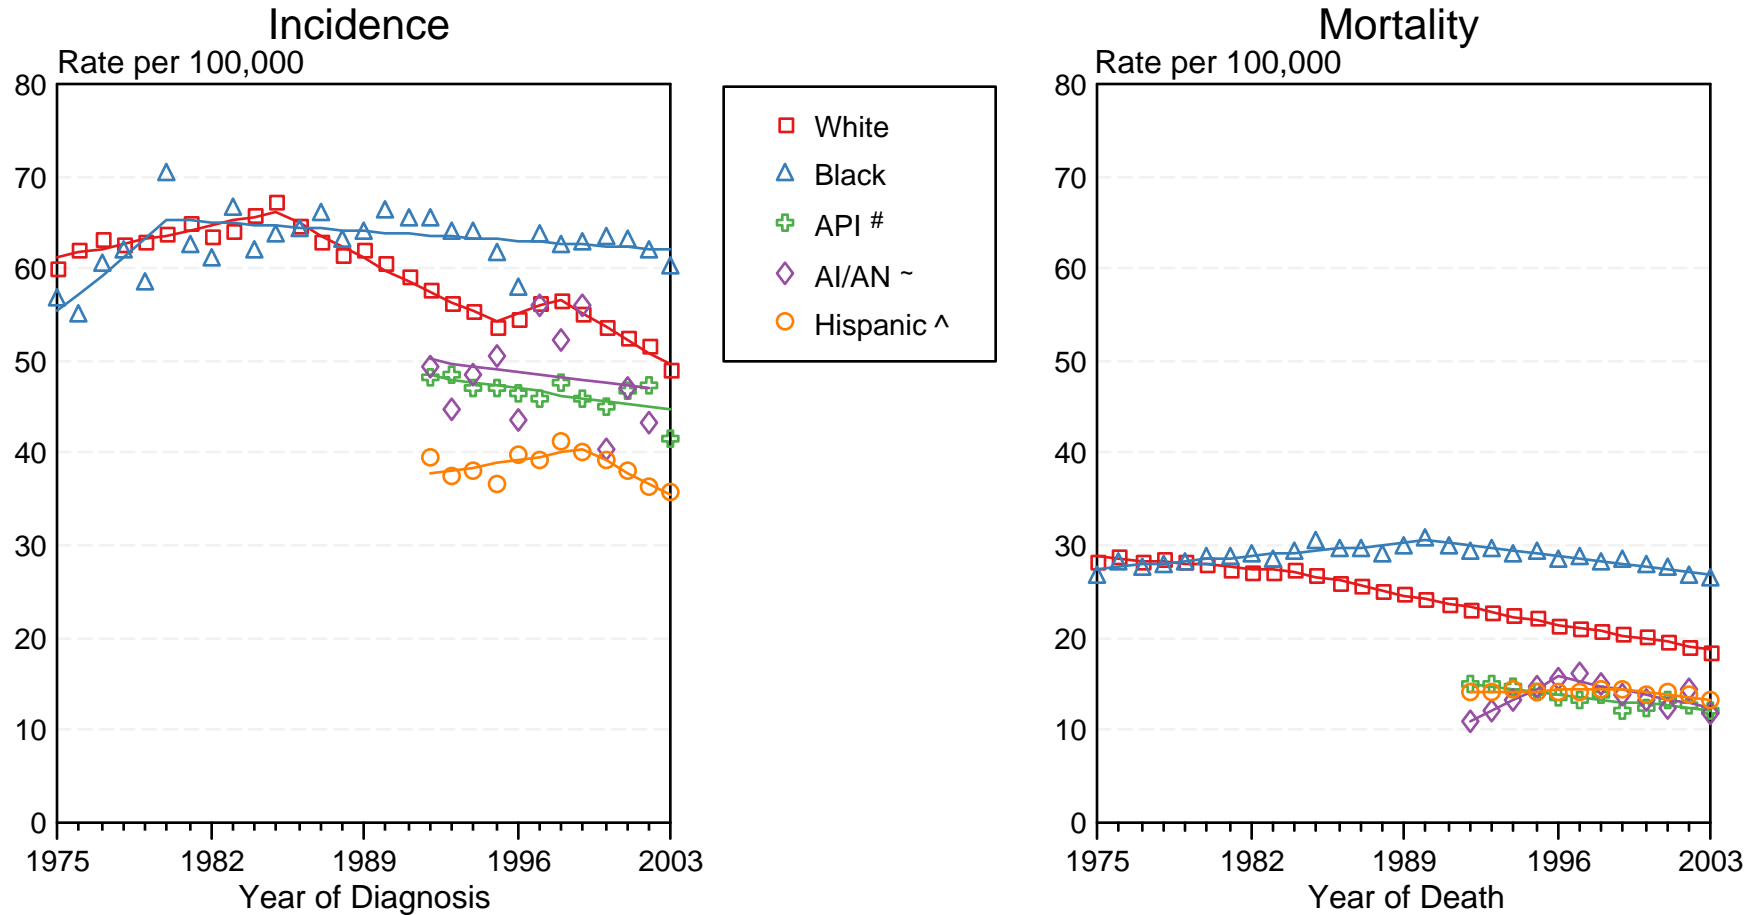 Incidence
Rate per 100,000
80
70
60
50
40
30
20
10
0
1975 1982 1989 1996 2003
Year of Diagnosis
White
Black
API #
AI/AN ~
Hispanic ^
Mortality
Rate per 100,000
80
70
60
50
40
30
20
10
0
1975 1982 1989 1996 2003
Year of Death